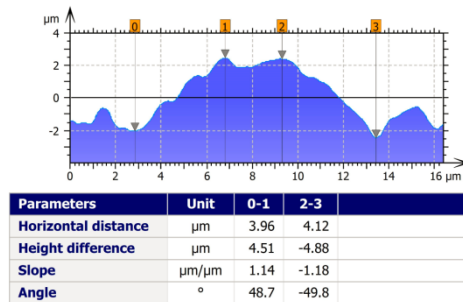 µm
0 1 2 3
4
2
0
-2
0 2 4 6 8 10 12 14 16 µm
Parameters Unit 0-1 2-3
Horizontal distance µm 3.96 4.12
Height difference µm 4.51 -4.88
Slope µm/µm 1.14 -1.18
Angle ° 48.7 -49.8